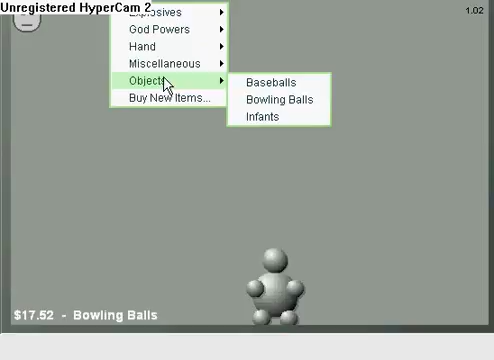 Unregistered HyperCam 2
1.02
Explosives
God Powers
Hand
Miscellaneous
Objects
Buy New Items...
Baseballs
Bowling Balls
Infants
$17.52 - Bowling Balls